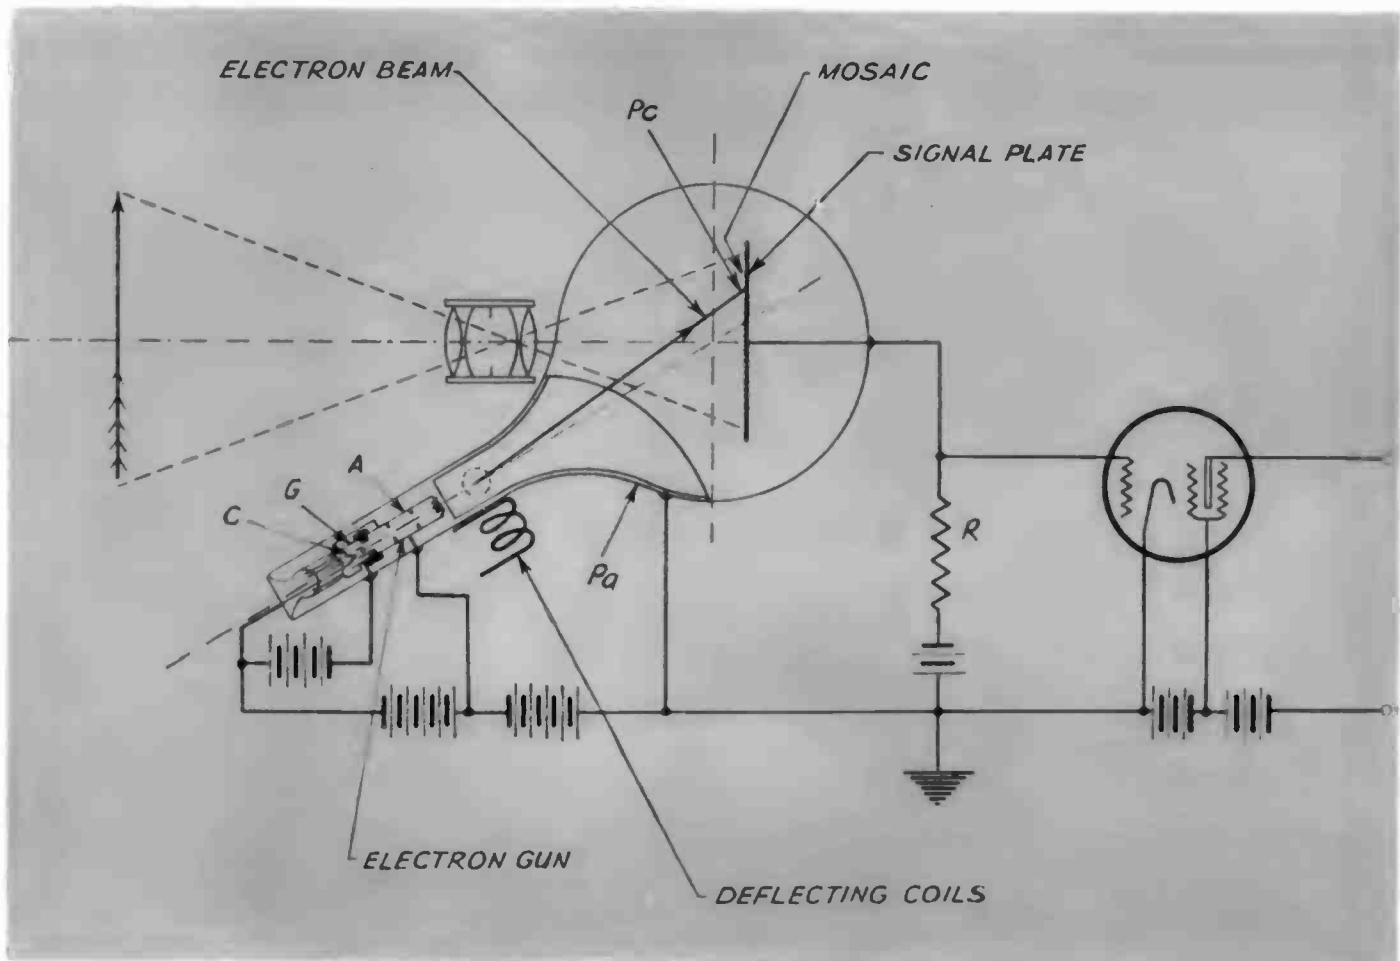 ELECTRON BEAM
MOSAIC
Pc
SIGNAL PLATE
A
G
C
R
Pa
ELECTRON GUN
DEFLECTING COILS